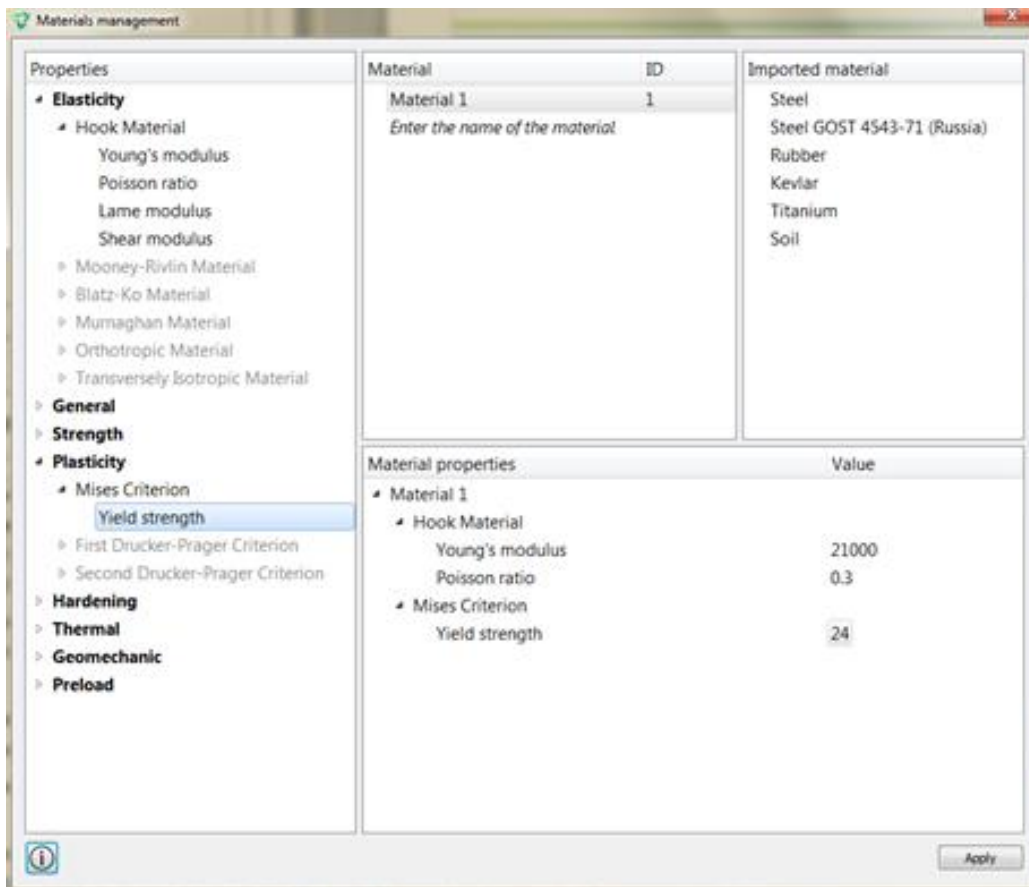 Materials management
Properties
Elasticity
Hook Material
Young's modulus
Poisson ratio
Lame modulus
Shear modulus
Mooney-Rivlin Material
Blatz-Ko Material
Murnaghan Material
Orthotropic Material
Transversely Isotropic Material
General
Strength
Plasticity
Mises Criterion
Yield strength
First Drucker-Prager Criterion
Second Drucker-Prager Criterion
Hardening
Thermal
Geomechanic
Preload
Material ID
Material 1 1
Enter the name of the material
Imported material
Steel
Steel GOST 4543-71 (Russia)
Rubber
Kevlar
Titanium
Soil
Material properties Value
Material 1
Hook Material
Young's modulus 21000
Poisson ratio 0.3
Mises Criterion
Yield strength 24
Apply